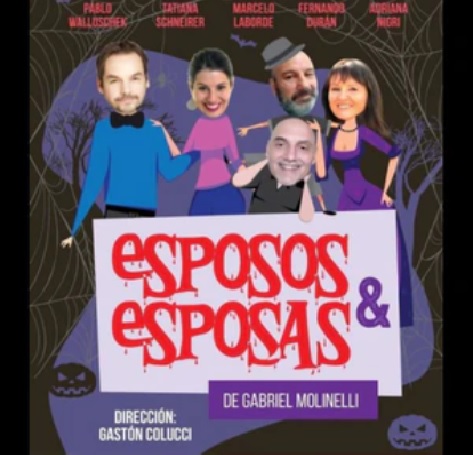 PABLO TATIANA MARCELO FERNANDO ADRIANA
WALLOSCHEK SCHNEIRER LABORDE DURÁN NIGRI
ESPOSOS
& ESPOSAS
DE GABRIEL MOLINELLI
DIRECCIÓN:
GASTÓN COLUCCI